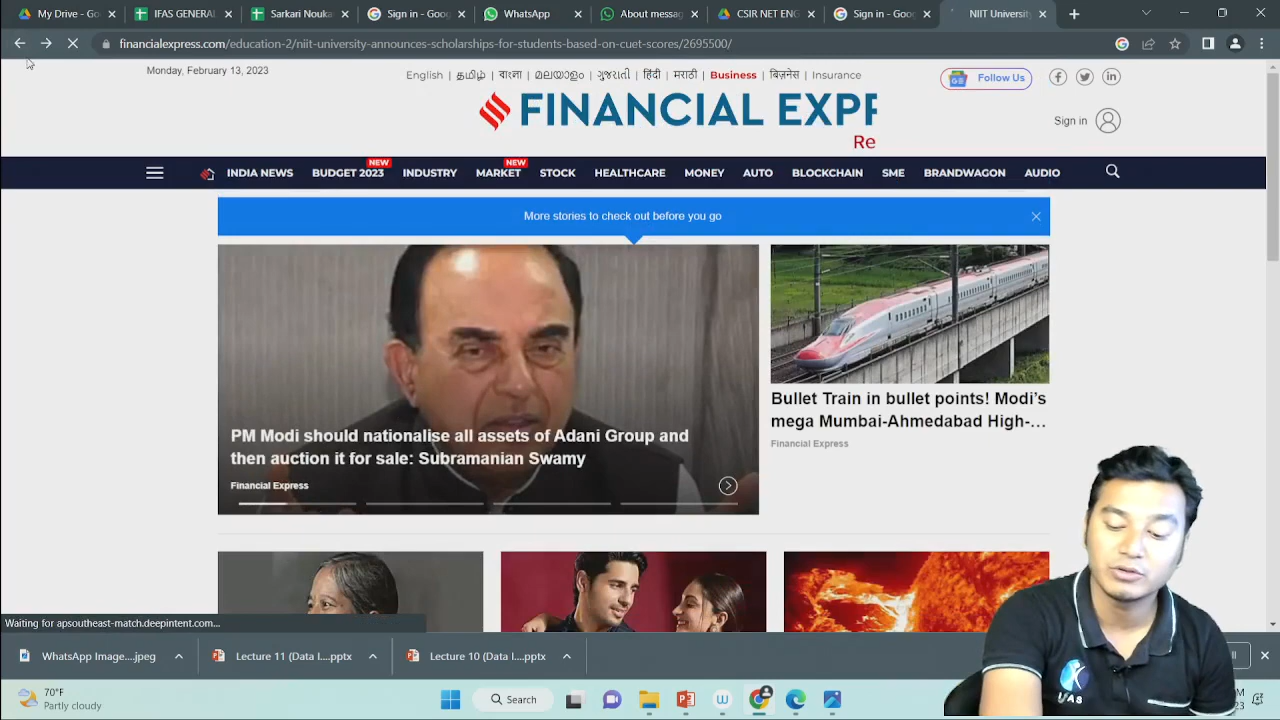 My Drive - Goo
IFAS GENERAL
Sarkari Nouka
Sign in - Goog
WhatsApp
About messag
CSIR NET ENG
Sign in - Goog
NIIT University
financialexpress.com/education-2/niit-university-announces-scholarships-for-students-based-on-cuet-scores/2695500/
Monday, February 13, 2023
English | தமிழ் | বাংলা | മലയാളം | ગુજરાતી | हिंदी | मराठी | Business | बिज़नेस | Insurance
Follow Us
FINANCIAL EXPR
Re
Sign in
INDIA NEWS
BUDGET 2023
NEW
INDUSTRY
MARKET
NEW
STOCK
HEALTHCARE
MONEY
AUTO
BLOCKCHAIN
SME
BRANDWAGON
AUDIO
More stories to check out before you go
PM Modi should nationalise all assets of Adani Group and
then auction it for sale: Subramanian Swamy
Financial Express
Bullet Train in bullet points! Modi's
mega Mumbai-Ahmedabad High-...
Financial Express
Waiting for apsoutheast-match.deepintent.com...
WhatsApp Image....jpeg
Lecture 11 (Data I....pptx
Lecture 10 (Data I....pptx
70°F
Partly cloudy
Search